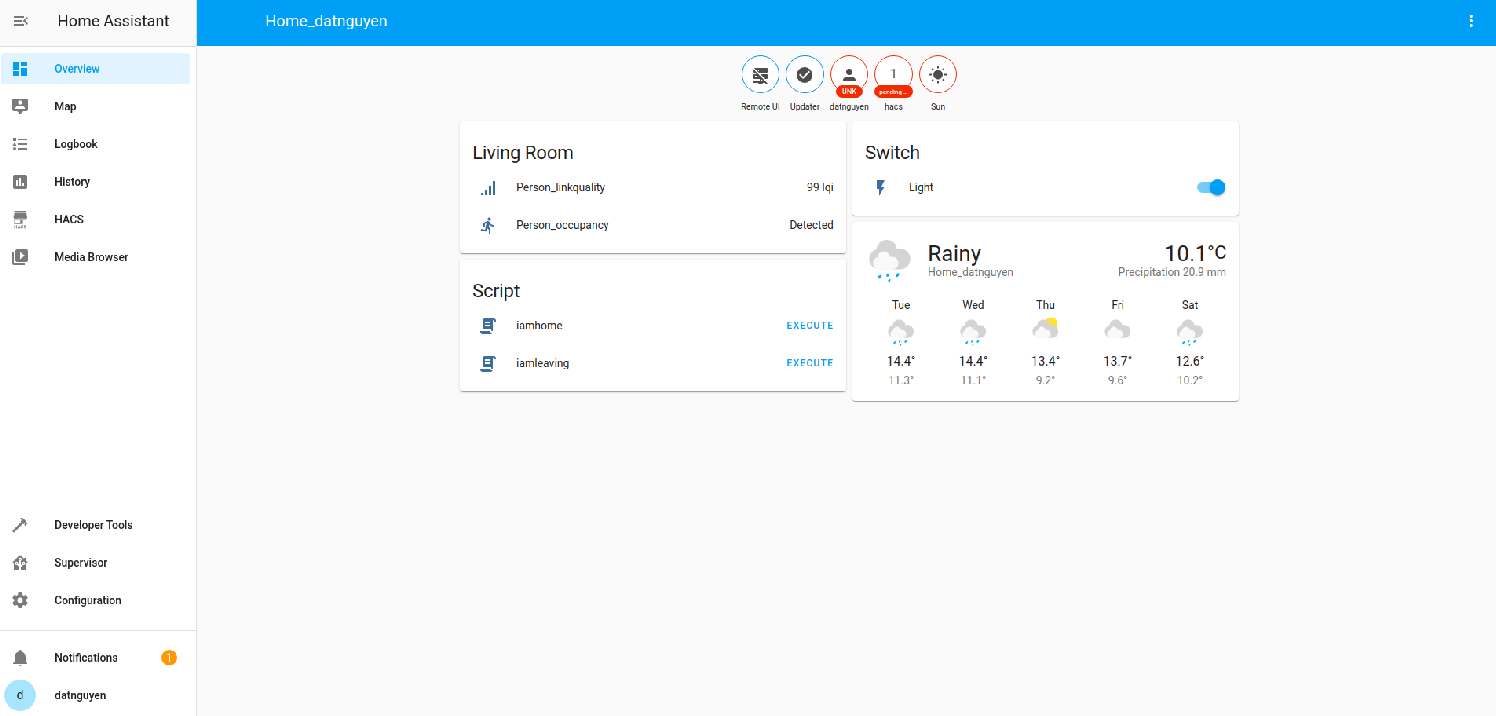 Home Assistant
Home_datnguyen
Overview
Map
Logbook
History
HACS
Media Browser
Developer Tools
Supervisor
Configuration
Notifications 1
d datnguyen
UNK 1 pending...
Remote UI Updater datnguyen hacs Sun
Living Room
Person_linkquality 99 lqi
Person_occupancy Detected
Script
iamhome EXECUTE
iamleaving EXECUTE
Switch
Light
Rainy 10.1°C
Home_datnguyen Precipitation 20.9 mm
Tue Wed Thu Fri Sat
14.4° 14.4° 13.4° 13.7° 12.6°
11.3° 11.1° 9.2° 9.6° 10.2°